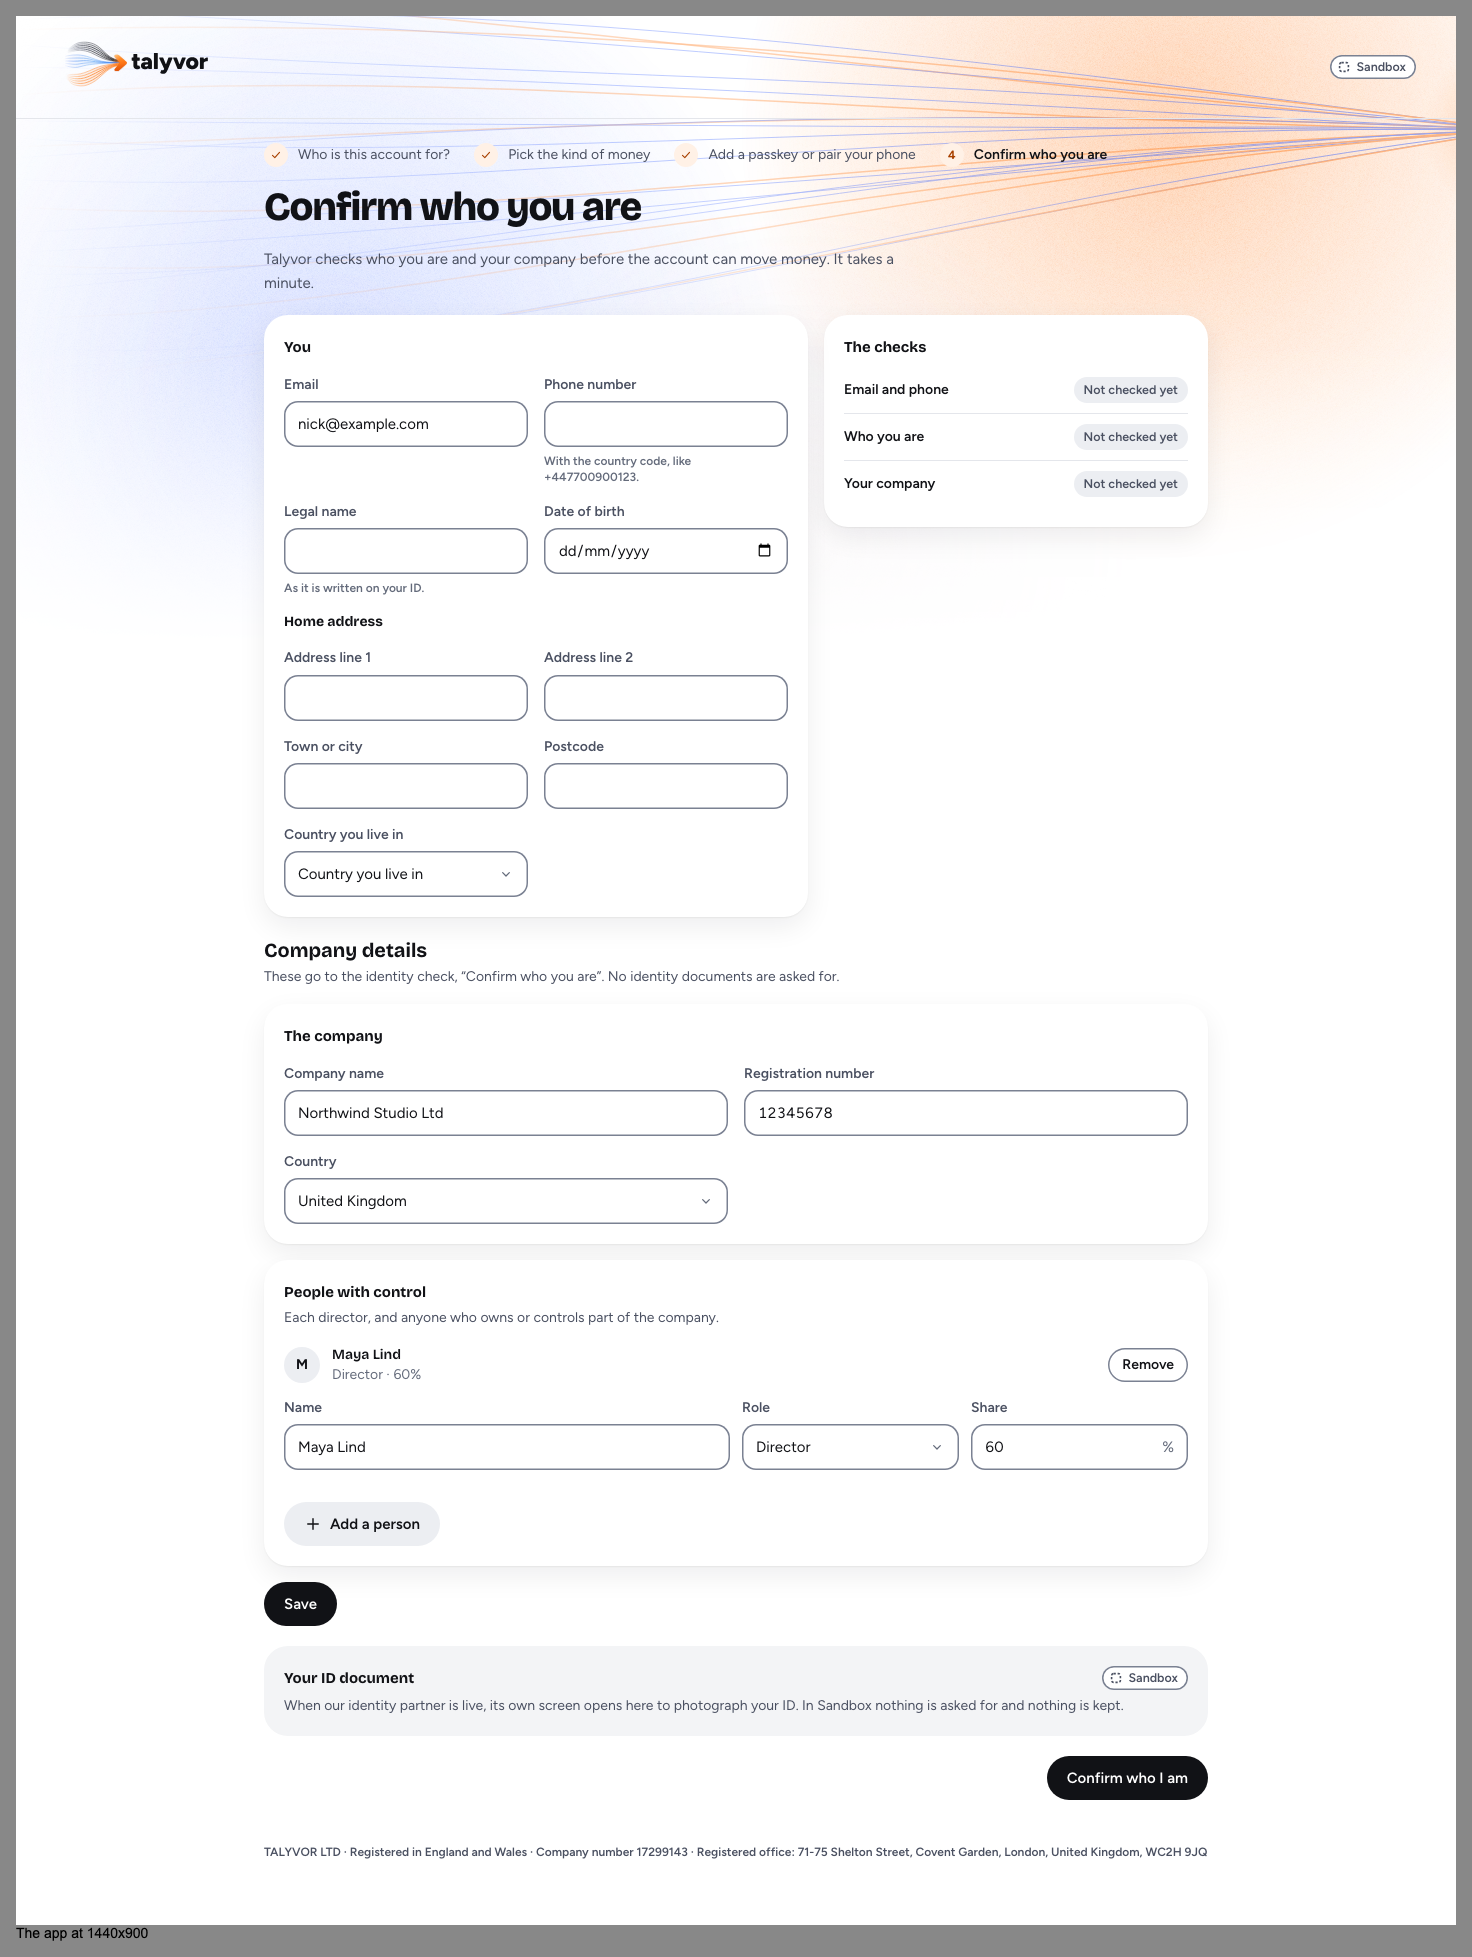 talyvor
Sandbox
Who is this account for?
Pick the kind of money
Add a passkey or pair your phone
4 Confirm who you are
Confirm who you are
Talyvor checks who you are and your company before the account can move money. It takes a
minute.
You
Email
Phone number
nick@example.com
With the country code, like
+447700900123.
Legal name
Date of birth
dd/mm/yyyy
As it is written on your ID.
Home address
Address line 1
Address line 2
Town or city
Postcode
Country you live in
Country you live in
The checks
Email and phone
Not checked yet
Who you are
Not checked yet
Your company
Not checked yet
Company details
These go to the identity check, “Confirm who you are”. No identity documents are asked for.
The company
Company name
Registration number
Northwind Studio Ltd
12345678
Country
United Kingdom
People with control
Each director, and anyone who owns or controls part of the company.
M
Maya Lind
Director · 60%
Remove
Name
Role
Share
Maya Lind
Director
60 %
Add a person
Save
Your ID document
Sandbox
When our identity partner is live, its own screen opens here to photograph your ID. In Sandbox nothing is asked for and nothing is kept.
Confirm who I am
TALYVOR LTD · Registered in England and Wales · Company number 17299143 · Registered office: 71-75 Shelton Street, Covent Garden, London, United Kingdom, WC2H 9JQ
The app at 1440x900